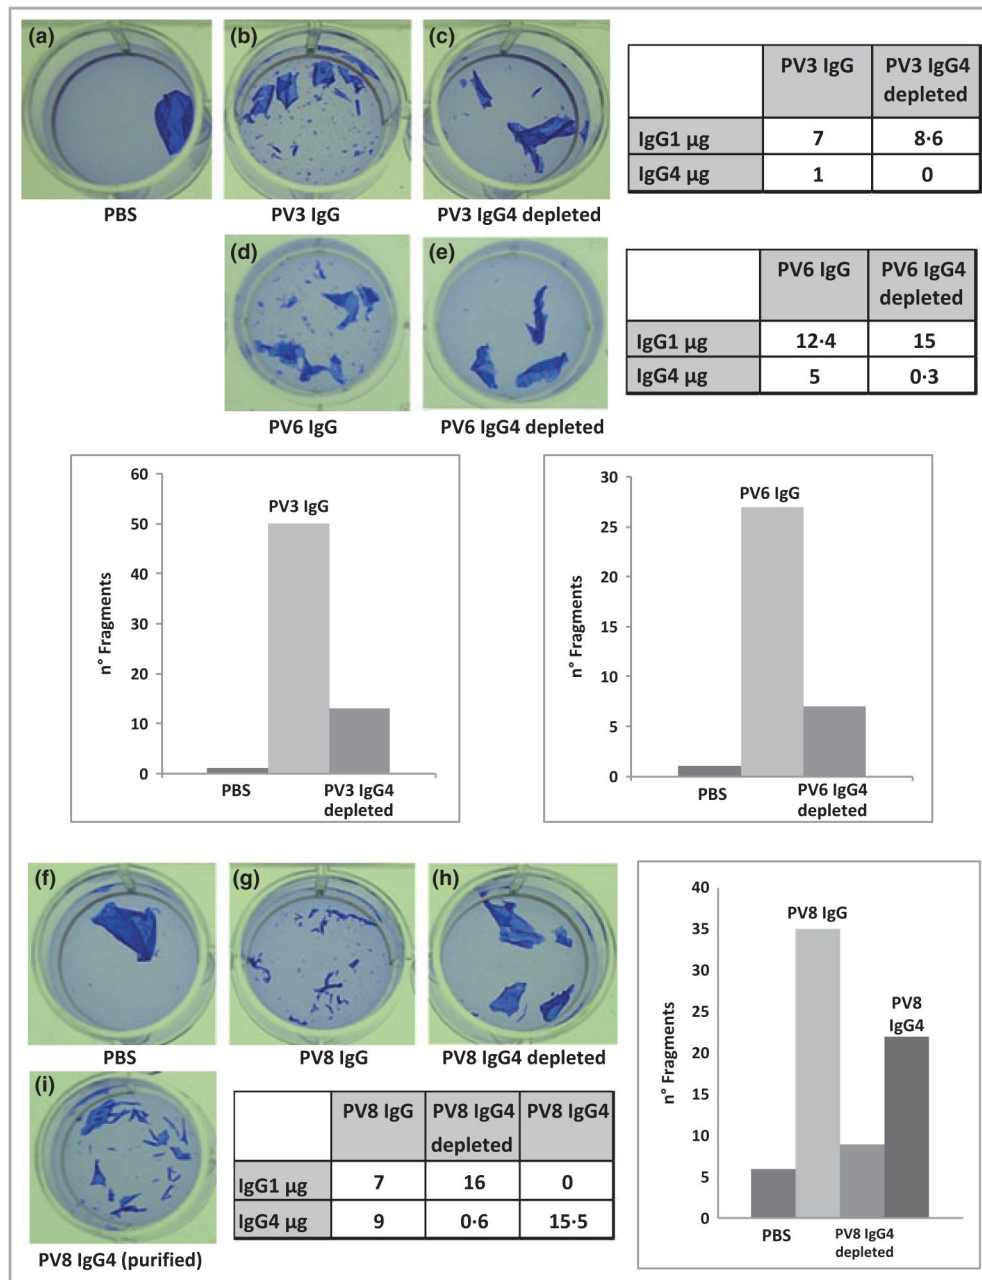 (a)
(b)
(c)
PBS
PV3 IgG
PV3 IgG4 depleted
PV3 IgG
PV3 IgG4
depleted
IgG1 µg
7
8·6
IgG4 µg
1
0
(d)
(e)
PV6 IgG
PV6 IgG4 depleted
PV6 IgG
PV6 IgG4
depleted
IgG1 µg
12·4
15
IgG4 µg
5
0·3
n° Fragments
60
50
40
30
20
10
0
PV3 IgG
PBS
PV3 IgG4
depleted
n° Fragments
30
25
20
15
10
5
0
PV6 IgG
PBS
PV6 IgG4
depleted
(f)
(g)
(h)
PBS
PV8 IgG
PV8 IgG4 depleted
(i)
PV8 IgG4 (purified)
PV8 IgG
PV8 IgG4
depleted
PV8 IgG4
IgG1 µg
7
16
0
IgG4 µg
9
0·6
15·5
n° Fragments
40
35
30
25
20
15
10
5
0
PV8 IgG
PV8
IgG4
PBS
PV8 IgG4
depleted